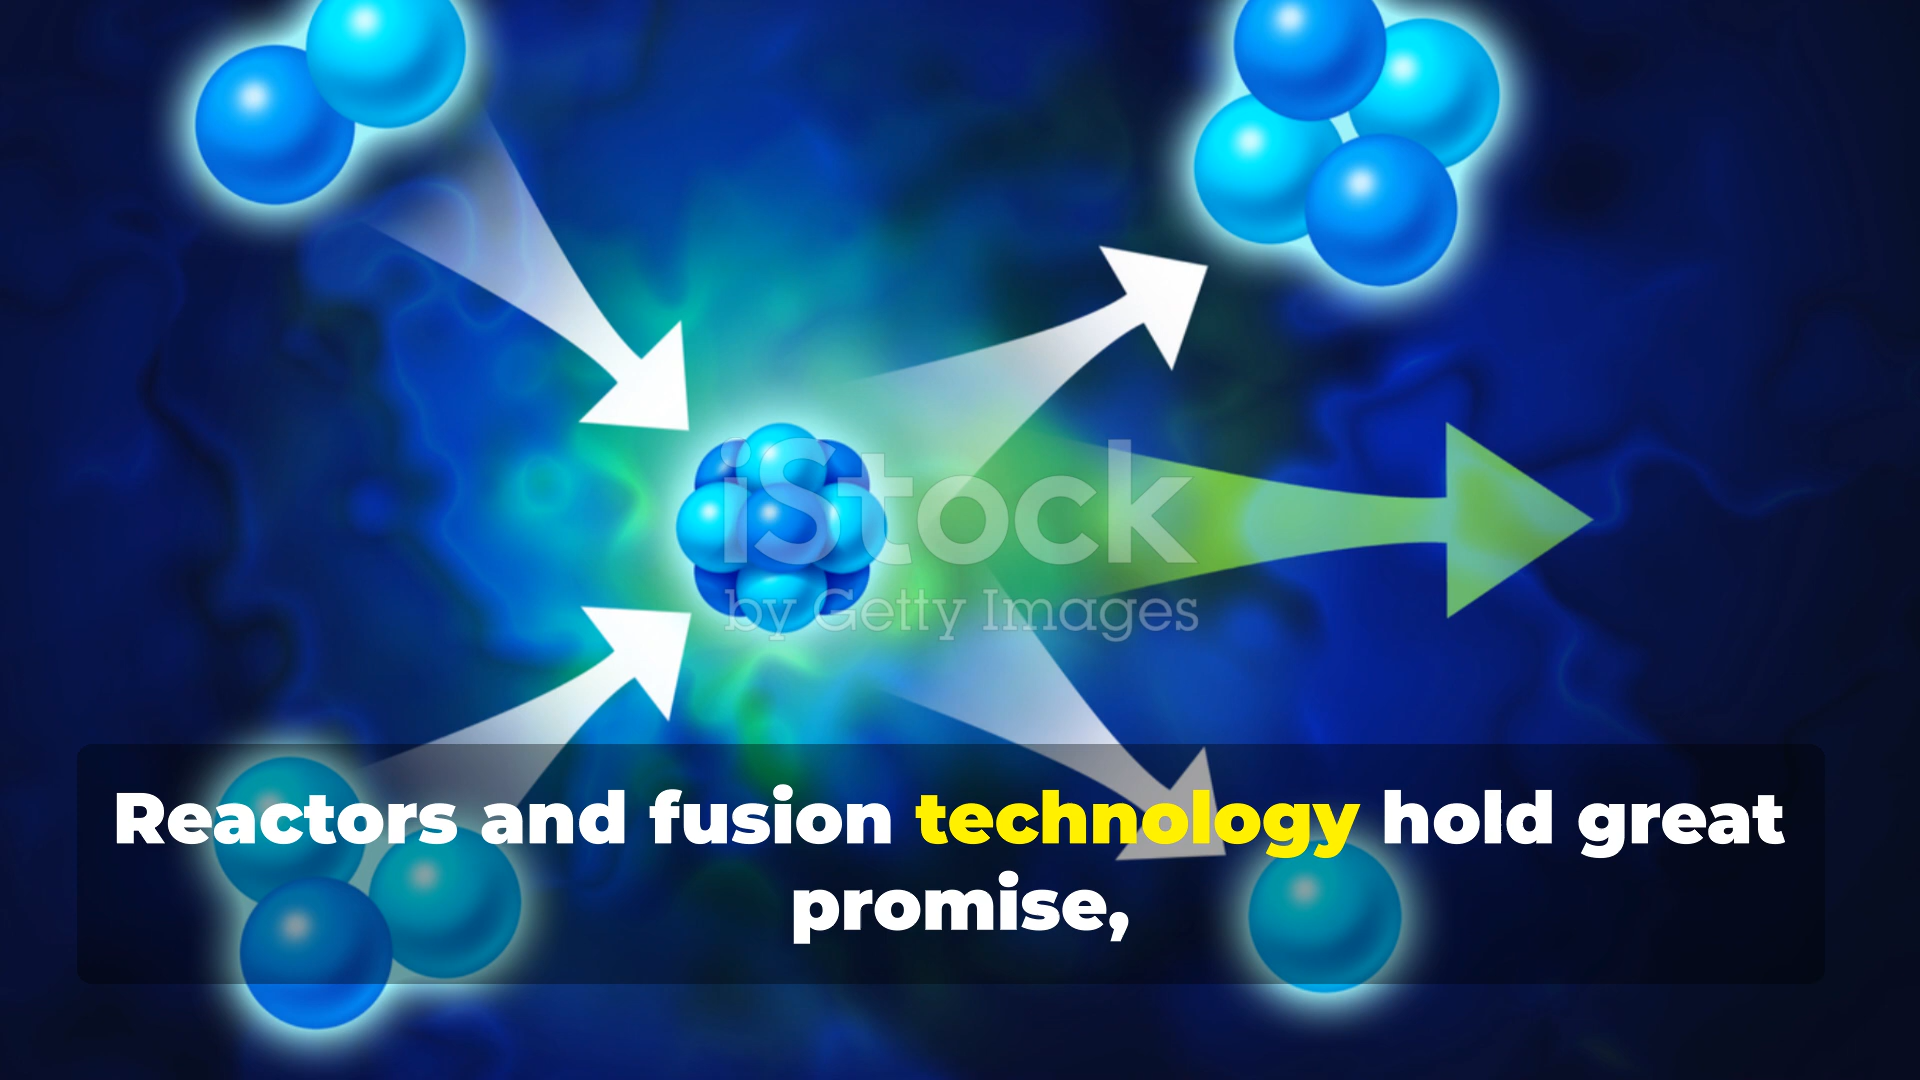 iStock
by Getty Images
Reactors and fusion technology hold great
promise,